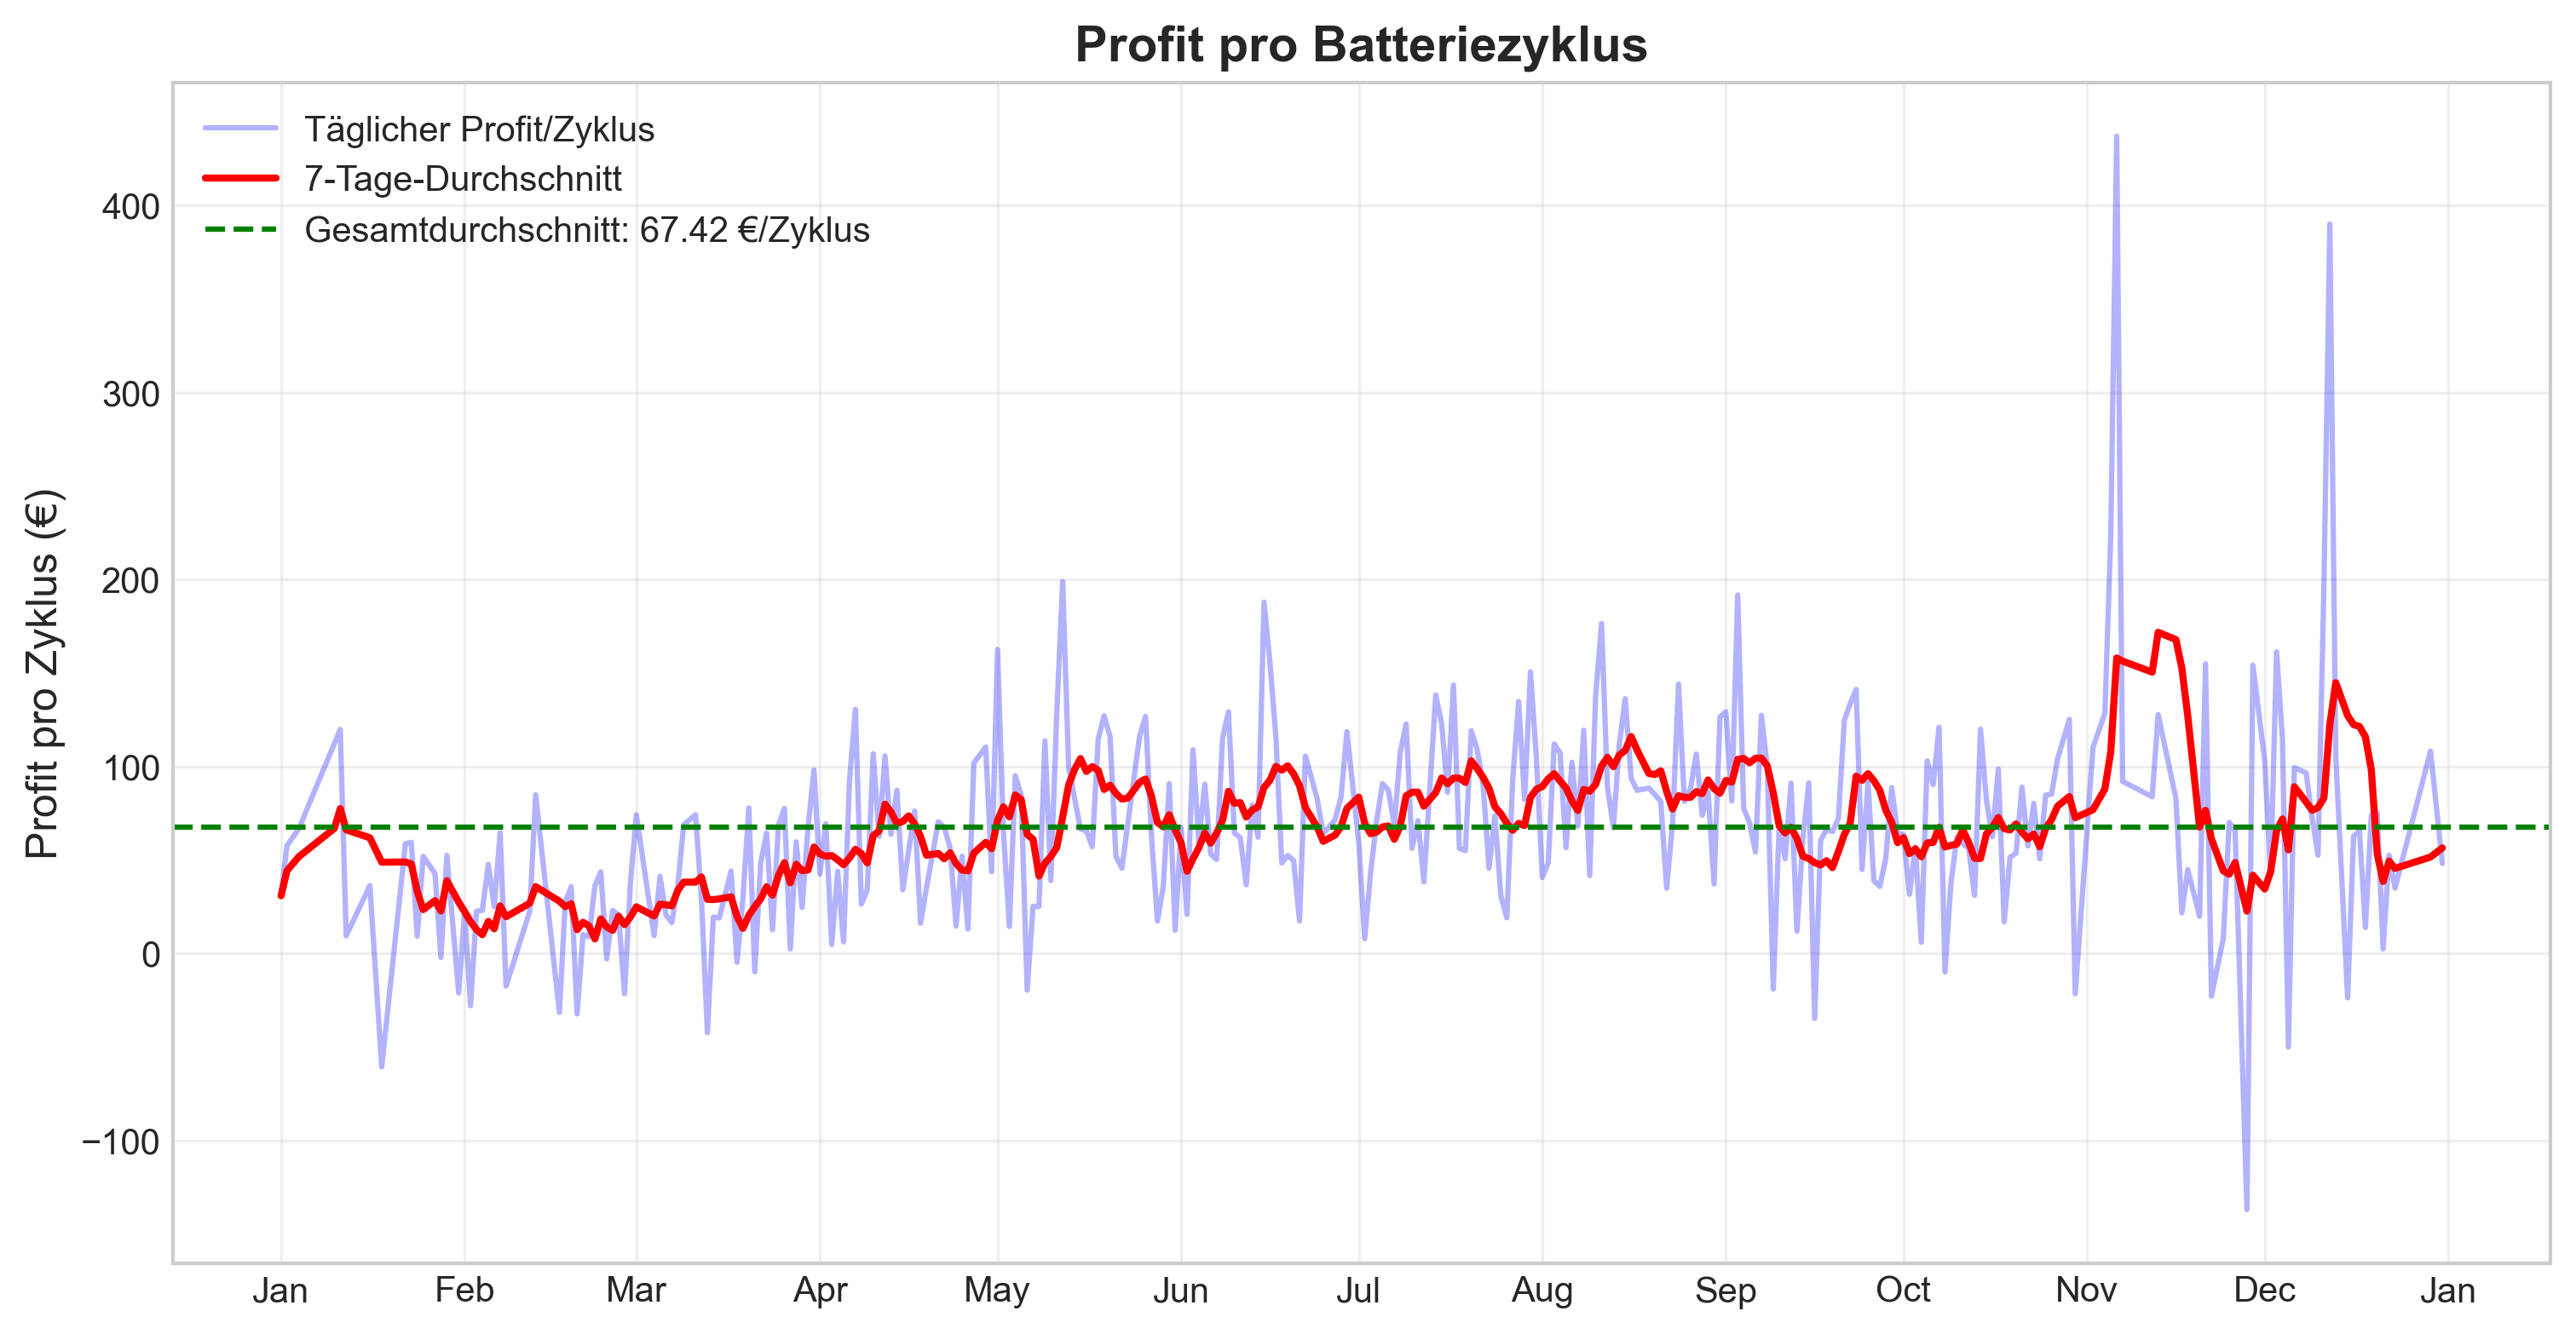 Profit pro Batteriezyklus
Täglicher Profit/Zyklus
7-Tage-Durchschnitt
Gesamtdurchschnitt: 67.42 €/Zyklus
Profit pro Zyklus (€)
400
300
200
100
0
−100
Jan Feb Mar Apr May Jun Jul Aug Sep Oct Nov Dec Jan